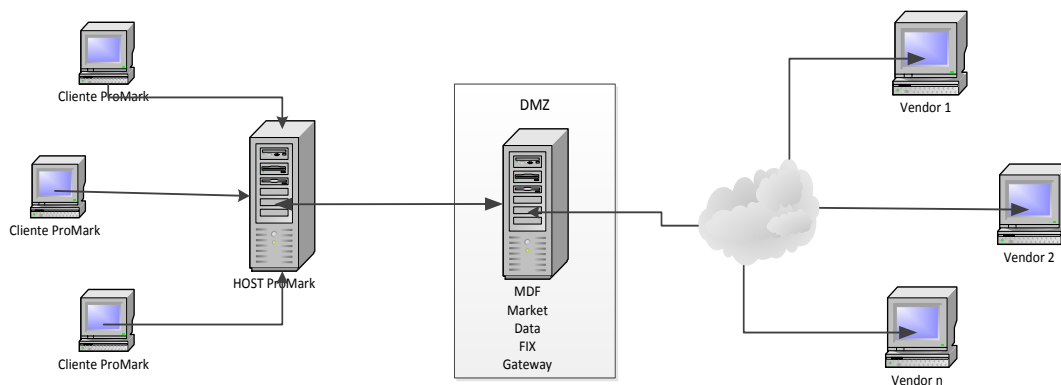 Cliente ProMark
Cliente ProMark
Cliente ProMark
HOST ProMark
DMZ
MDF
Market
Data
FIX
Gateway
Vendor 1
Vendor 2
Vendor n